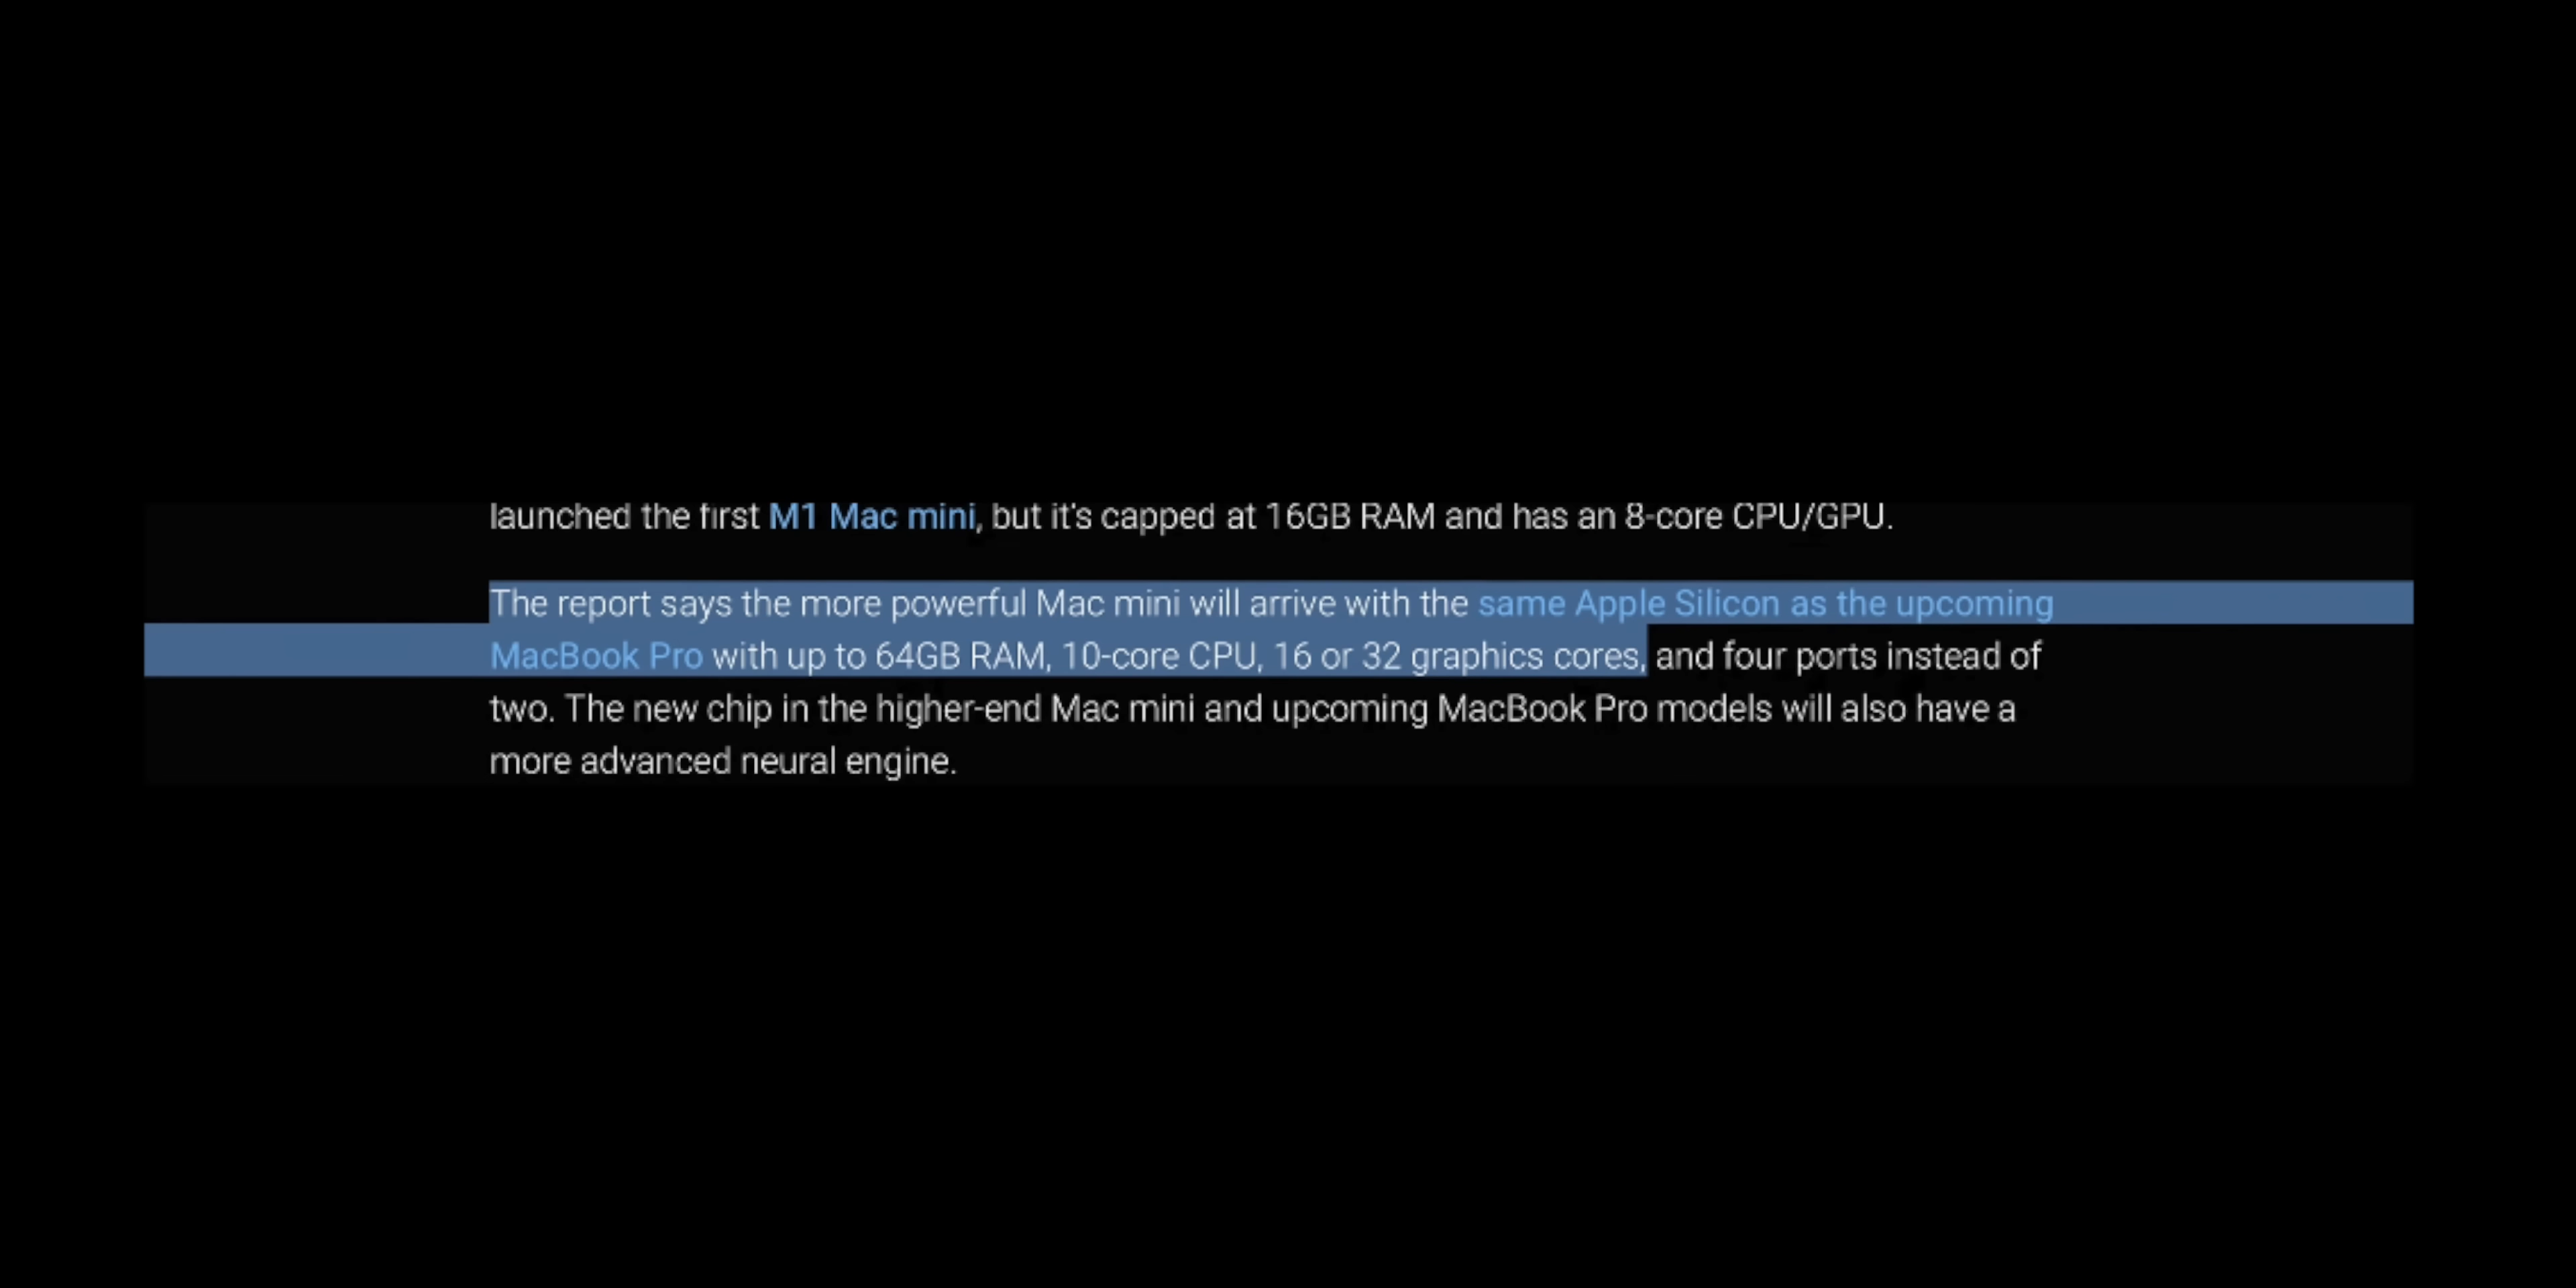 launched the first M1 Mac mini, but it's capped at 16GB RAM and has an 8-core CPU/GPU.
The report says the more powerful Mac mini will arrive with the same Apple Silicon as the upcoming
MacBook Pro with up to 64GB RAM, 10-core CPU, 16 or 32 graphics cores, and four ports instead of
two. The new chip in the higher-end Mac mini and upcoming MacBook Pro models will also have a
more advanced neural engine.